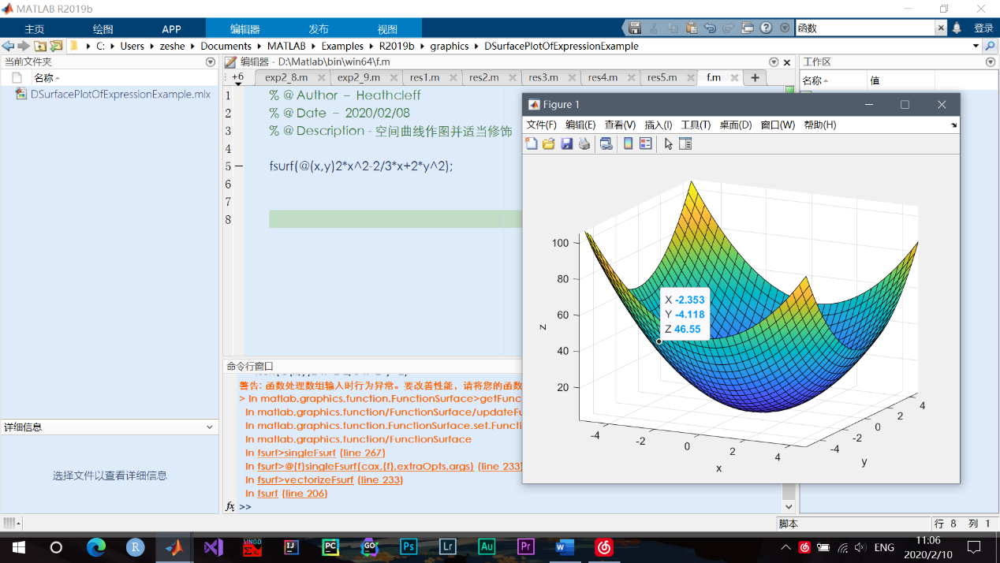 MATLAB R2019b
主页 绘图 APP 编辑器 发布 视图 函数 登录
C: Users zeshe Documents MATLAB Examples R2019b graphics DSurfacePlotOfExpressionExample
当前文件夹
名称
DSurfacePlotOfExpressionExample.mlx
详细信息
选择文件以查看详细信息
编辑器 - D:\Matlab\bin\win64\f.m
+6 exp2_8.m exp2_9.m res1.m res2.m res3.m res4.m res5.m f.m
1 % @ Author – Heathcleff
2 % @ Date – 2020/02/08
3 % @ Description - 空间曲线作图并适当修饰
4
5 fsurf(@(x,y)2*x^2-2/3*x+2*y^2);
6
7
8
命令行窗口
警告: 函数处理数组输入时行为异常。要改善性能，请将您的函数
> In matlab.graphics.function.FunctionSurface>getFunc
In matlab.graphics.function/FunctionSurface/updateFu
In matlab.graphics.function.FunctionSurface.set.Functi
In matlab.graphics.function/FunctionSurface
In fsurf>singleFsurf (line 267)
In fsurf>@(f)singleFsurf(cax,{f},extraOpts,args) (line 233)
In fsurf>vectorizeFsurf (line 233)
In fsurf (line 206)
fx >>
工作区
名称 值
Figure 1
文件(F) 编辑(E) 查看(V) 插入(I) 工具(T) 桌面(D) 窗口(W) 帮助(H)
100
80
60
40
20
z
X -2.353
Y -4.118
Z 46.55
-4 -2 0 2 4
x
-4 -2 0 2 4
y
脚本 行 8 列 1
R LINGO IJ PC GO Ps Lr Au Pr W
ENG
11:06
2020/2/10